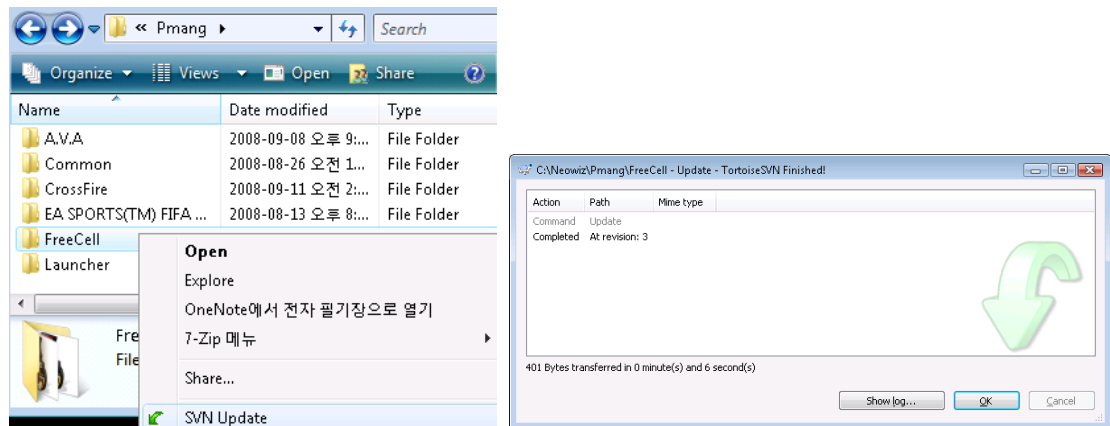 « Pmang
Search
Organize Views Open Share
Name Date modified Type
A.V.A 2008-09-08 오후 9:... File Folder
Common 2008-08-26 오전 1... File Folder
CrossFire 2008-09-11 오전 2:... File Folder
EA SPORTS(TM) FIFA ... 2008-08-13 오후 8:... File Folder
FreeCell
Launcher
Open
Explore
OneNote에서 전자 필기장으로 열기
7-Zip 메뉴
Share...
SVN Update
Fre
File
C:\Neowiz\Pmang\FreeCell - Update - TortoiseSVN Finished!
Action Path Mime type
Command Update
Completed At revision: 3
401 Bytes transferred in 0 minute(s) and 6 second(s)
Show log... OK Cancel